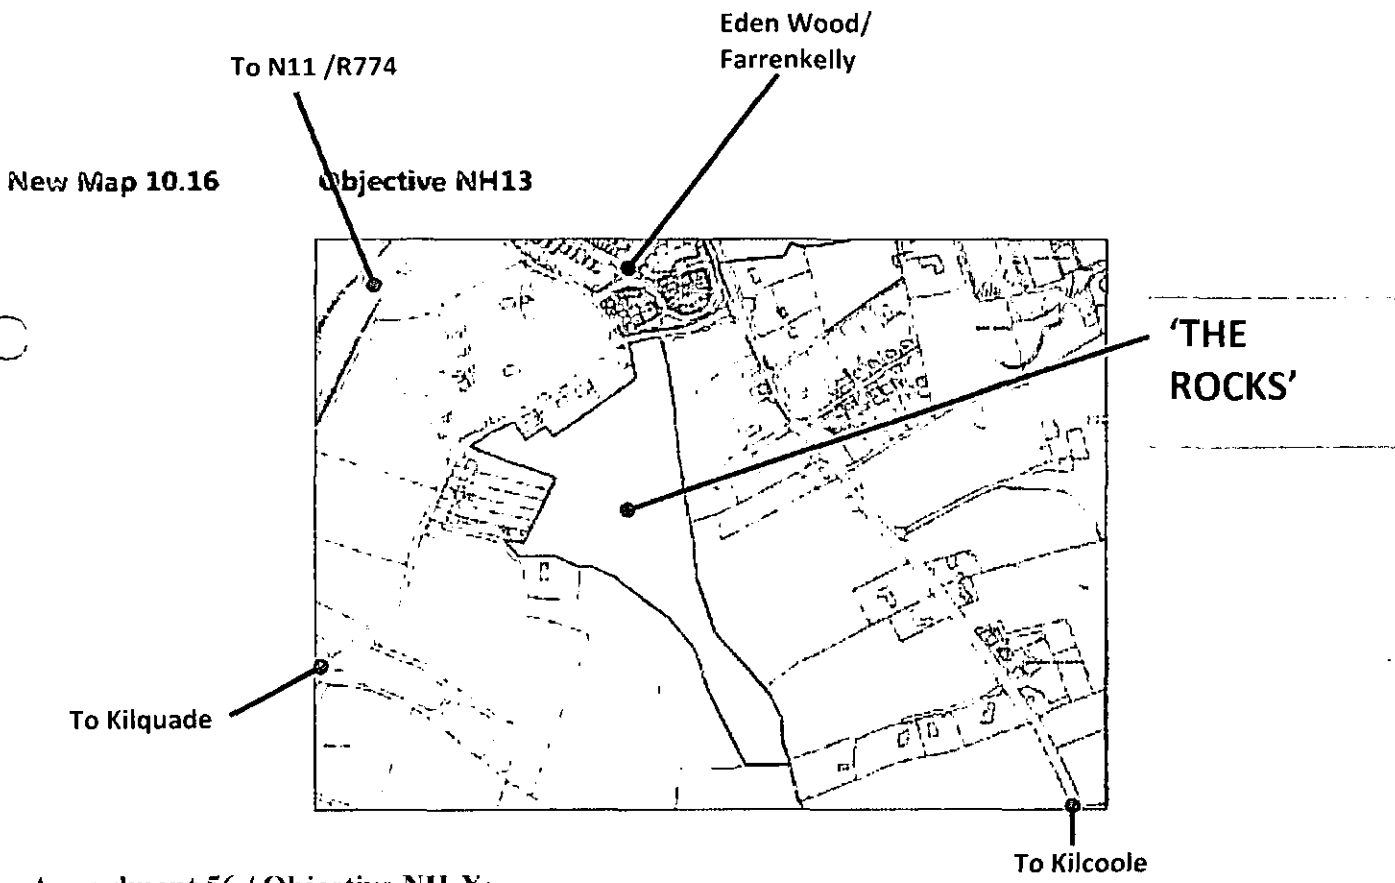 Eden Wood/
Farrenkelly
To N11 /R774
New Map 10.16 Objective NH13
'THE
ROCKS'
To Kilquade
To Kilcoole